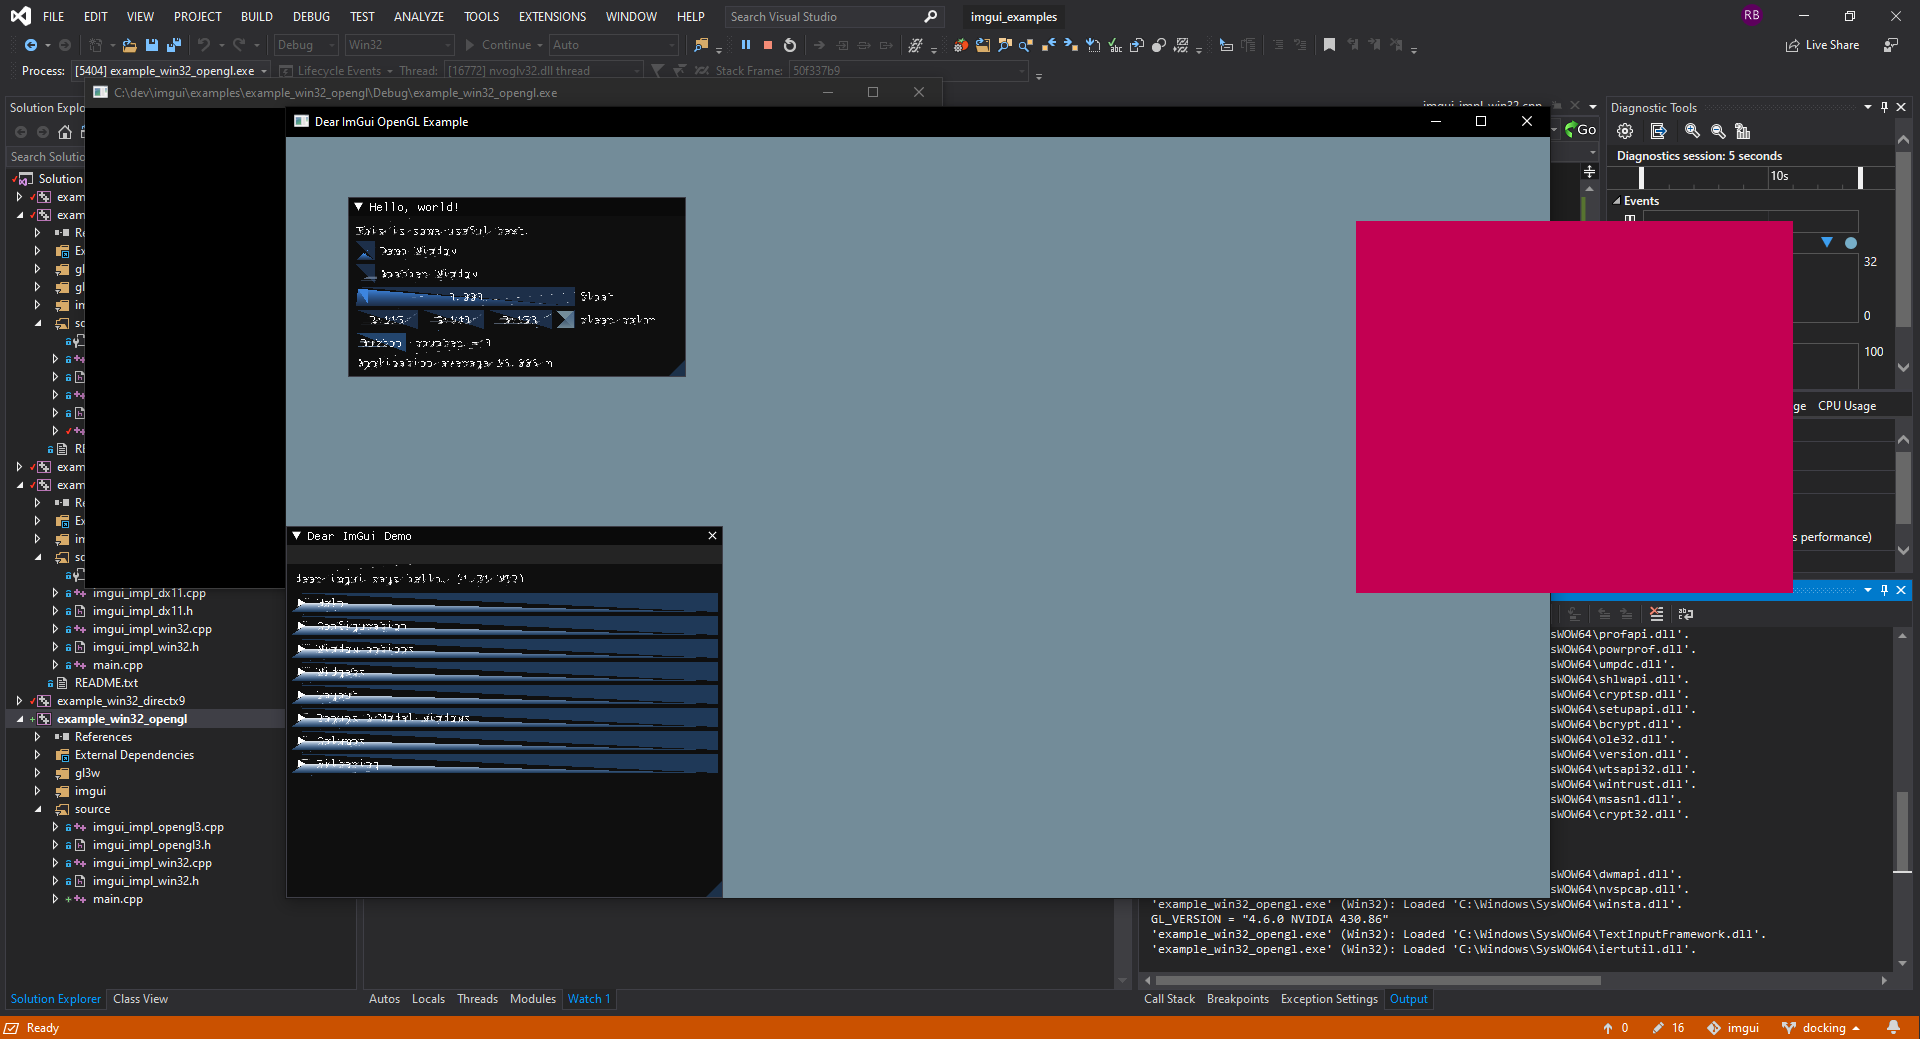 FILE EDIT VIEW PROJECT BUILD DEBUG TEST ANALYZE TOOLS EXTENSIONS WINDOW HELP Search Visual Studio imgui_examples RB
Debug Win32 Continue Auto Live Share
Process: [5404] example_win32_opengl.exe Lifecycle Events Thread: [16772] nvoglv32.dll thread Stack Frame: 50f337b9
C:\dev\imgui\examples\example_win32_opengl\Debug\example_win32_opengl.exe
Solution Explo
Search Solutio
Solution
exam
exam
Re
Ex
gl
gl
im
so
RE
exam
exam
Re
Ex
im
so
imgui_impl_dx11.cpp
imgui_impl_dx11.h
imgui_impl_win32.cpp
imgui_impl_win32.h
main.cpp
README.txt
example_win32_directx9
example_win32_opengl
References
External Dependencies
gl3w
imgui
source
imgui_impl_opengl3.cpp
imgui_impl_opengl3.h
imgui_impl_win32.cpp
imgui_impl_win32.h
main.cpp
Solution Explorer Class View
Dear ImGui OpenGL Example
Hello, world!
This is some useful text.
Demo Window
Another Window
float
clear color
Button
Application average
Dear ImGui Demo
dear imgui says hello.
Help
Configuration
Window options
Widgets
Layout
Popups & Modal windows
Columns
Filtering
imgui_impl_win32.cpp
Go
Diagnostic Tools
Diagnostics session: 5 seconds
10s
Events
32
0
100
ge CPU Usage
s performance)
sWOW64\profapi.dll'.
sWOW64\powrprof.dll'.
sWOW64\umpdc.dll'.
sWOW64\shlwapi.dll'.
sWOW64\cryptsp.dll'.
sWOW64\setupapi.dll'.
sWOW64\bcrypt.dll'.
sWOW64\ole32.dll'.
sWOW64\version.dll'.
sWOW64\wtsapi32.dll'.
sWOW64\wintrust.dll'.
sWOW64\msasn1.dll'.
sWOW64\crypt32.dll'.
sWOW64\dwmapi.dll'.
sWOW64\nvspcap.dll'.
'example_win32_opengl.exe' (Win32): Loaded 'C:\Windows\SysWOW64\winsta.dll'.
GL_VERSION = "4.6.0 NVIDIA 430.86"
'example_win32_opengl.exe' (Win32): Loaded 'C:\Windows\SysWOW64\TextInputFramework.dll'.
'example_win32_opengl.exe' (Win32): Loaded 'C:\Windows\SysWOW64\iertutil.dll'.
Autos Locals Threads Modules Watch 1
Call Stack Breakpoints Exception Settings Output
Ready
0 16 imgui docking